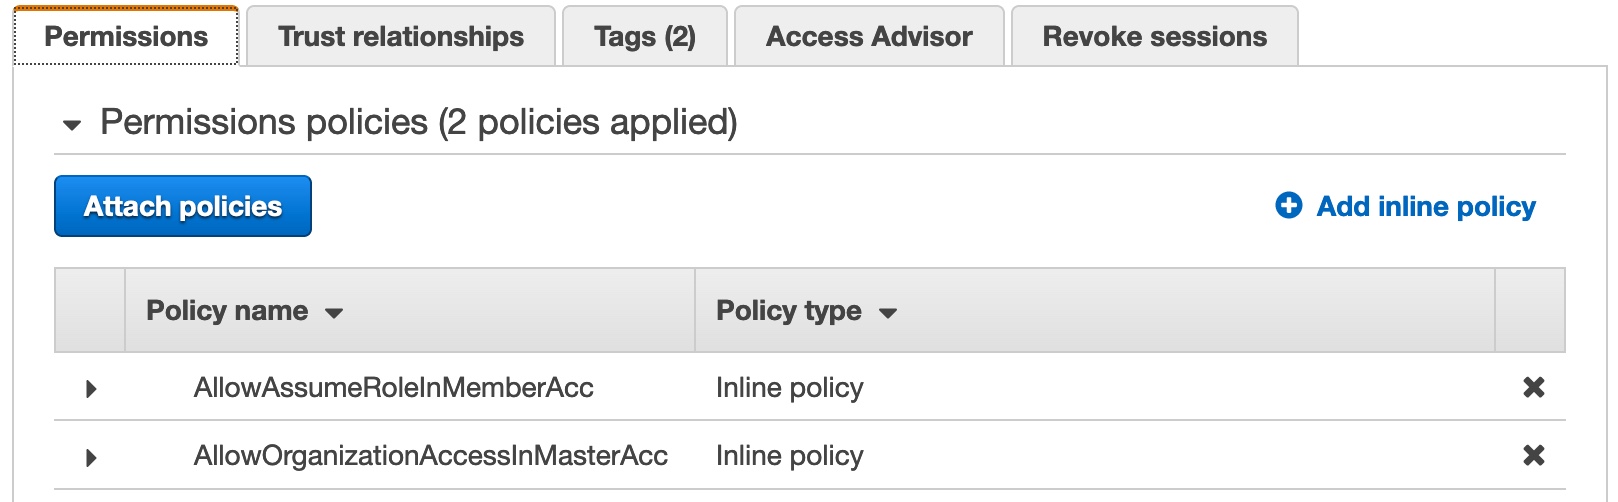 Permissions Trust relationships Tags (2) Access Advisor Revoke sessions
Permissions policies (2 policies applied)
Attach policies Add inline policy
Policy name Policy type
AllowAssumeRoleInMemberAcc Inline policy
AllowOrganizationAccessInMasterAcc Inline policy